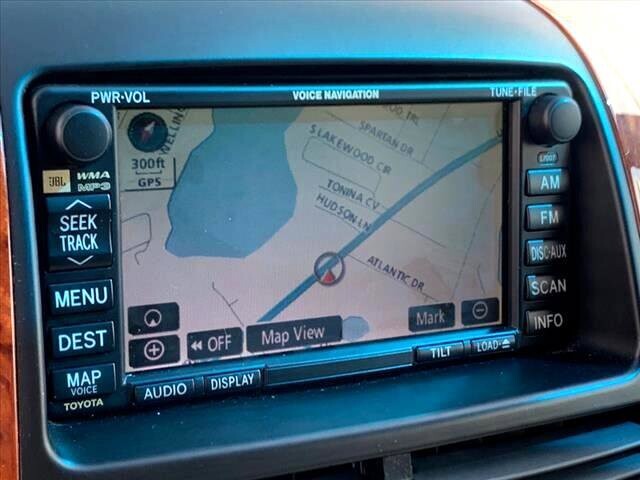 PWR•VOL
VOICE NAVIGATION
TUNE•FILE
JBL
WMA
MP3
SEEK
TRACK
MENU
DEST
MAP
VOICE
TOYOTA
300ft
GPS
SPARTAN DR
S LAKEWOOD CIR
TONINA CV
HUDSON LN
ATLANTIC DR
OFF
Map View
Mark
AM
FM
DISC•AUX
SCAN
INFO
AUDIO
DISPLAY
TILT
LOAD